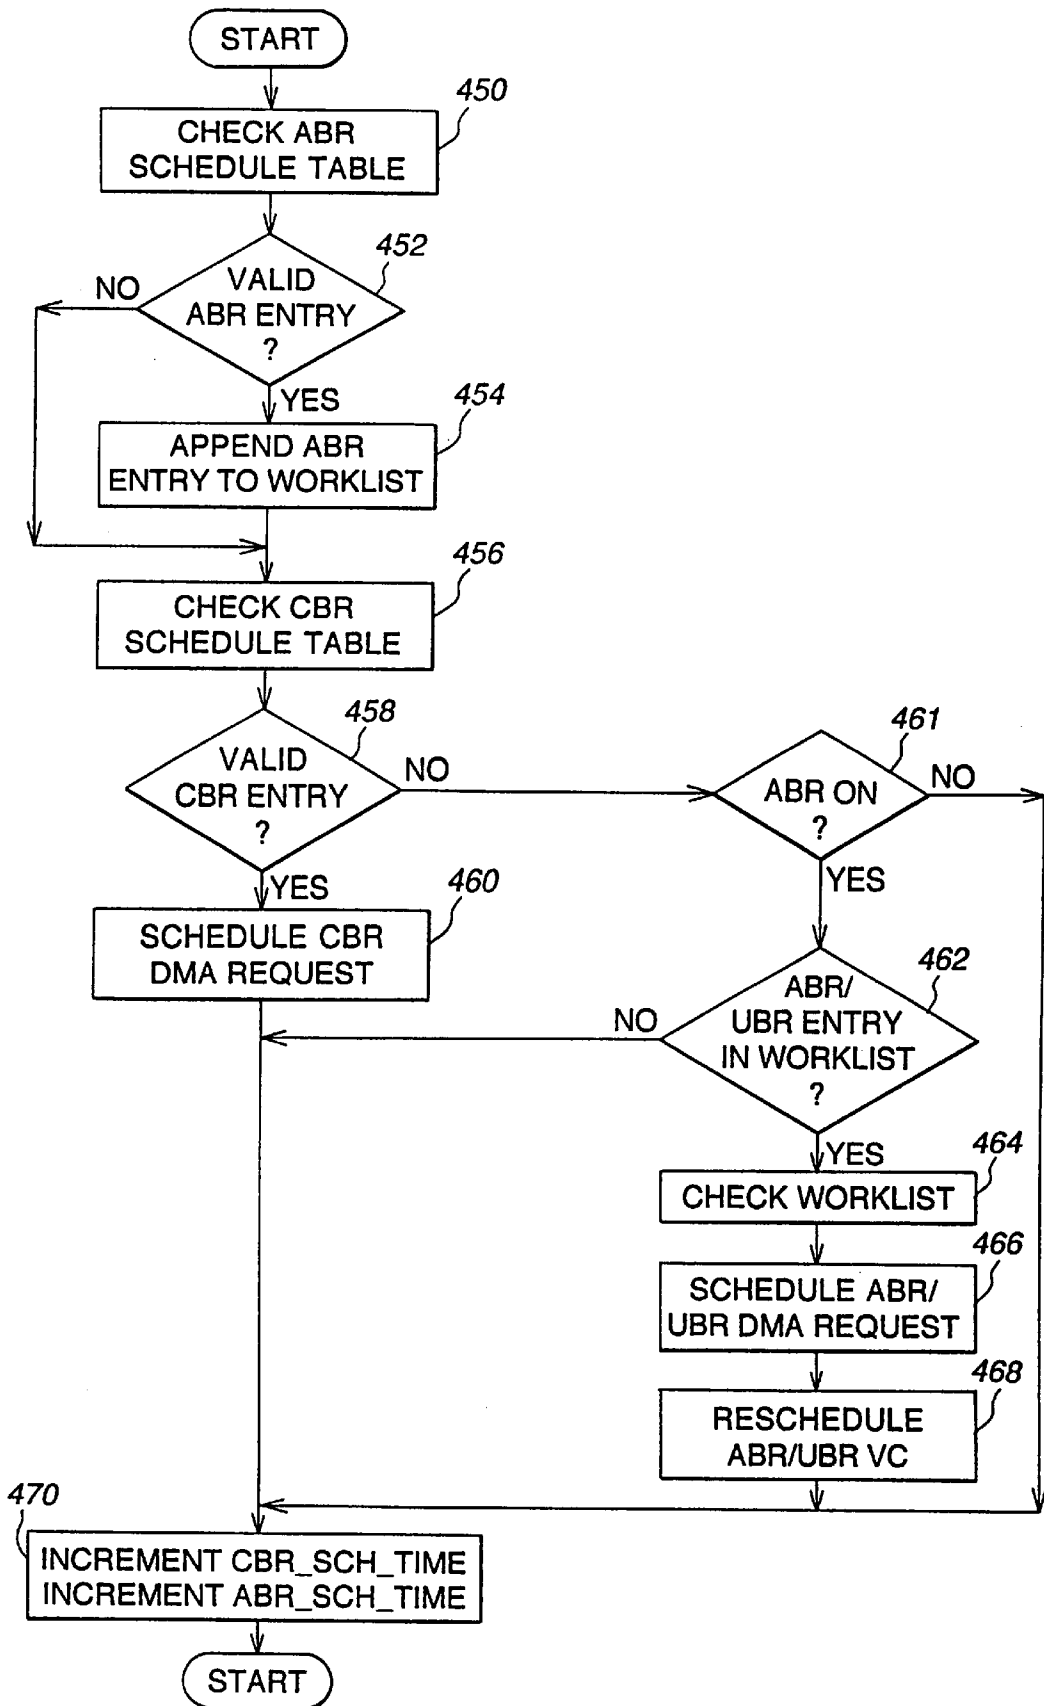 START
450
CHECK ABR
SCHEDULE TABLE
452
VALID
ABR ENTRY
?
NO
YES
454
APPEND ABR
ENTRY TO WORKLIST
456
CHECK CBR
SCHEDULE TABLE
458
VALID
CBR ENTRY
?
NO
YES
461
ABR ON
?
NO
YES
460
SCHEDULE CBR
DMA REQUEST
462
ABR/
UBR ENTRY
IN WORKLIST
?
NO
YES
464
CHECK WORKLIST
466
SCHEDULE ABR/
UBR DMA REQUEST
468
RESCHEDULE
ABR/UBR VC
470
INCREMENT CBR_SCH_TIME
INCREMENT ABR_SCH_TIME
START